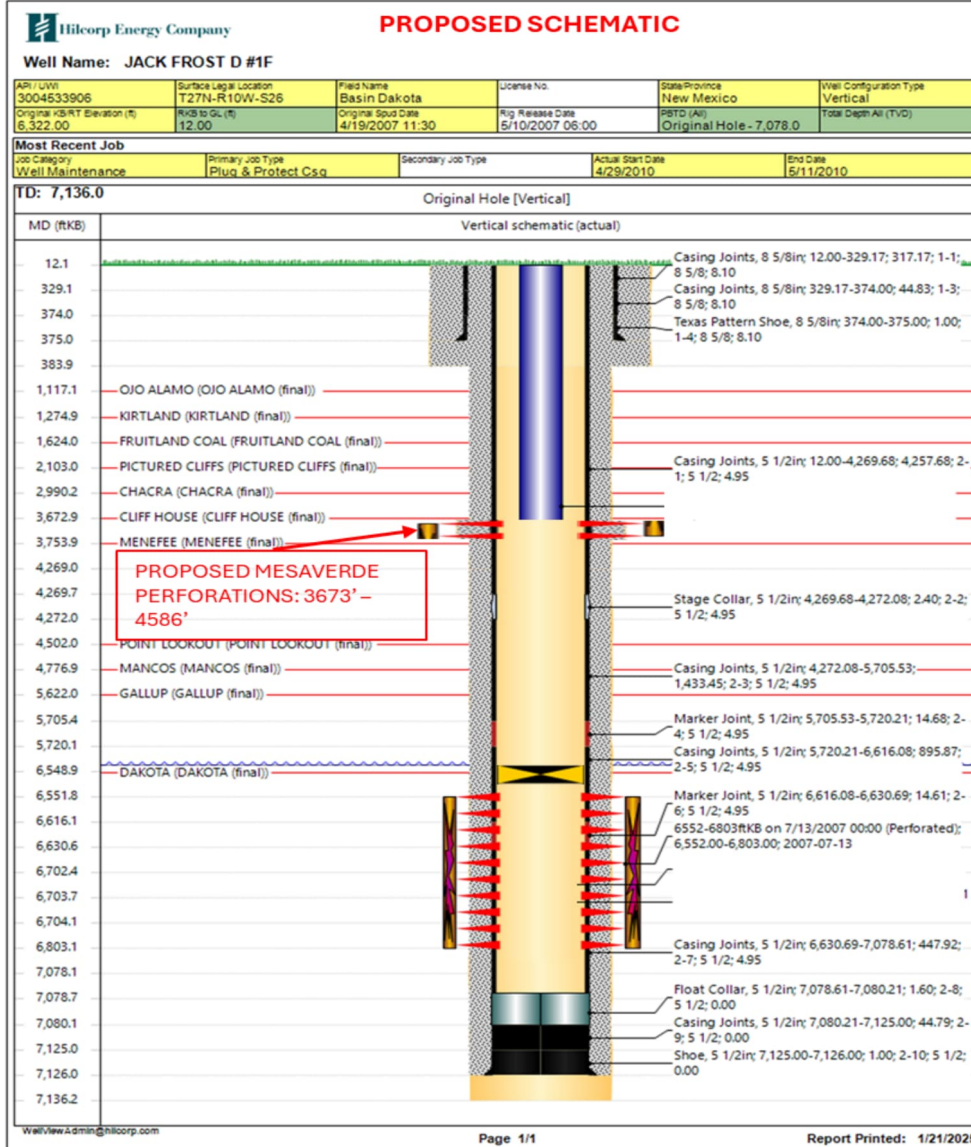 Hilcorp Energy Company
PROPOSED SCHEMATIC
Well Name: JACK FROST D #1F
API / UWI
3004533906
Surface Legal Location
T27N-R10W-S26
Field Name
Basin Dakota
License No.
State/Province
New Mexico
Well Configuration Type
Vertical
Original KB/RT Elevation (ft)
6,322.00
RKB to GL (ft)
12.00
Original Spud Date
4/19/2007 11:30
Rig Release Date
5/10/2007 06:00
PBTD (All)
Original Hole - 7,078.0
Total Depth All (TVD)
Most Recent Job
Job Category
Well Maintenance
Primary Job Type
Plug & Protect Csg
Secondary Job Type
Actual Start Date
4/29/2010
End Date
5/11/2010
TD: 7,136.0
Original Hole [Vertical]
MD (ftKB)
Vertical schematic (actual)
12.1
329.1
374.0
375.0
383.9
1,117.1
1,274.9
1,624.0
2,103.0
2,990.2
3,672.9
3,753.9
4,269.0
4,269.7
4,272.0
4,502.0
4,776.9
5,622.0
5,705.4
5,720.1
6,548.9
6,551.8
6,616.1
6,630.6
6,702.4
6,703.7
6,704.1
6,803.1
7,078.1
7,078.7
7,080.1
7,125.0
7,126.0
7,136.2
OJO ALAMO (OJO ALAMO (final))
KIRTLAND (KIRTLAND (final))
FRUITLAND COAL (FRUITLAND COAL (final))
PICTURED CLIFFS (PICTURED CLIFFS (final))
CHACRA (CHACRA (final))
CLIFF HOUSE (CLIFF HOUSE (final))
MENEFEE (MENEFEE (final))
PROPOSED MESAVERDE
PERFORATIONS: 3673’ –
4586’
POINT LOOKOUT (POINT LOOKOUT (final))
MANCOS (MANCOS (final))
GALLUP (GALLUP (final))
DAKOTA (DAKOTA (final))
Casing Joints, 8 5/8in; 12.00-329.17; 317.17; 1-1;
8 5/8; 8.10
Casing Joints, 8 5/8in; 329.17-374.00; 44.83; 1-3;
8 5/8; 8.10
Texas Pattern Shoe, 8 5/8in; 374.00-375.00; 1.00;
1-4; 8 5/8; 8.10
Casing Joints, 5 1/2in; 12.00-4,269.68; 4,257.68; 2-
1; 5 1/2; 4.95
Stage Collar, 5 1/2in; 4,269.68-4,272.08; 2.40; 2-2;
5 1/2; 4.95
Casing Joints, 5 1/2in; 4,272.08-5,705.53;
1,433.45; 2-3; 5 1/2; 4.95
Marker Joint, 5 1/2in; 5,705.53-5,720.21; 14.68; 2-
4; 5 1/2; 4.95
Casing Joints, 5 1/2in; 5,720.21-6,616.08; 895.87;
2-5; 5 1/2; 4.95
Marker Joint, 5 1/2in; 6,616.08-6,630.69; 14.61; 2-
6; 5 1/2; 4.95
6552-6803ftKB on 7/13/2007 00:00 (Perforated);
6,552.00-6,803.00; 2007-07-13
1
Casing Joints, 5 1/2in; 6,630.69-7,078.61; 447.92;
2-7; 5 1/2; 4.95
Float Collar, 5 1/2in; 7,078.61-7,080.21; 1.60; 2-8;
5 1/2; 0.00
Casing Joints, 5 1/2in; 7,080.21-7,125.00; 44.79; 2-
9; 5 1/2; 0.00
Shoe, 5 1/2in; 7,125.00-7,126.00; 1.00; 2-10; 5 1/2;
0.00
WellViewAdmin@hilcorp.com
Page 1/1
Report Printed: 1/21/202